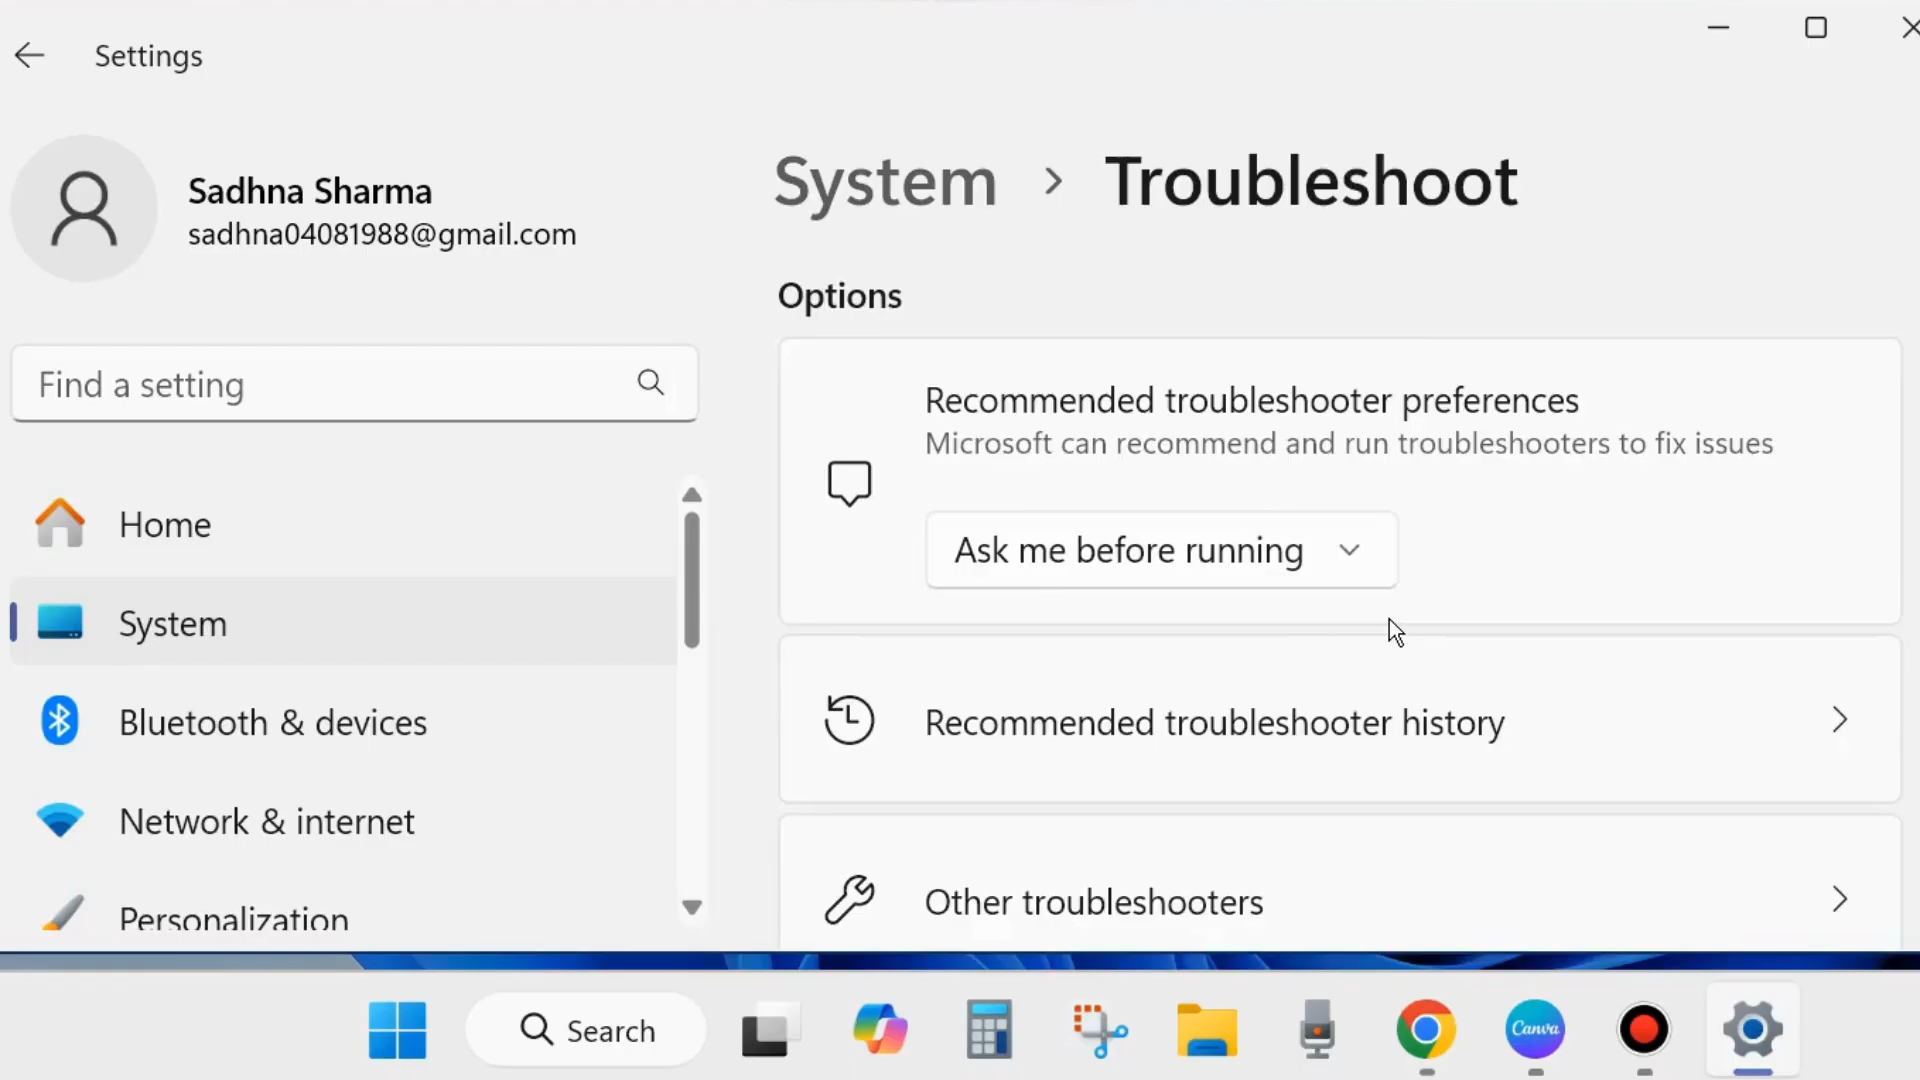 Settings
Sadhna Sharma
sadhna04081988@gmail.com
Find a setting
Home
System
Bluetooth & devices
Network & internet
Personalization
System > Troubleshoot
Options
Recommended troubleshooter preferences
Microsoft can recommend and run troubleshooters to fix issues
Ask me before running
Recommended troubleshooter history
Other troubleshooters
Search
Canva